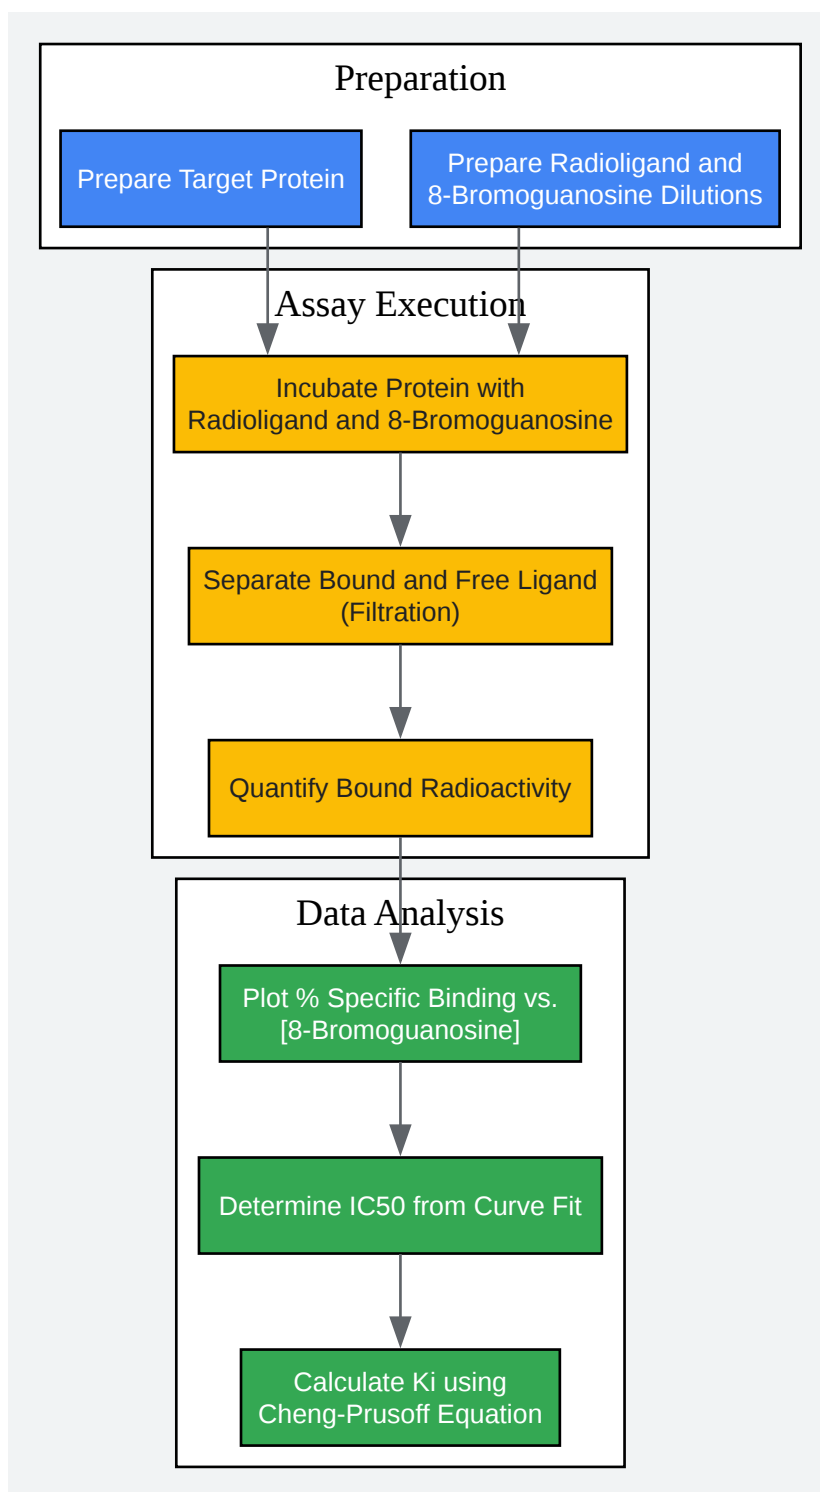 Preparation
Prepare Target Protein
Prepare Radioligand and
8-Bromoguanosine Dilutions
Assay Execution
Incubate Protein with
Radioligand and 8-Bromoguanosine
Separate Bound and Free Ligand
(Filtration)
Quantify Bound Radioactivity
Data Analysis
Plot % Specific Binding vs.
[8-Bromoguanosine]
Determine IC50 from Curve Fit
Calculate Ki using
Cheng-Prusoff Equation